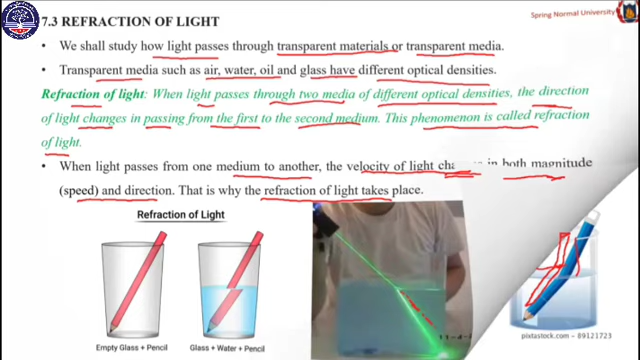 Spring Normal University
7.3 REFRACTION OF LIGHT
• We shall study how light passes through transparent materials or transparent media.
• Transparent media such as air, water, oil and glass have different optical densities.
Refraction of light: When light passes through two media of different optical densities, the direction
of light changes in passing from the first to the second medium. This phenomenon is called refraction
of light.
• When light passes from one medium to another, the velocity of light in both magnitude
(speed) and direction. That is why the refraction of light takes place.
Refraction of Light
Empty Glass + Pencil
Glass + Water + Pencil
pixtastock.com – 89121723